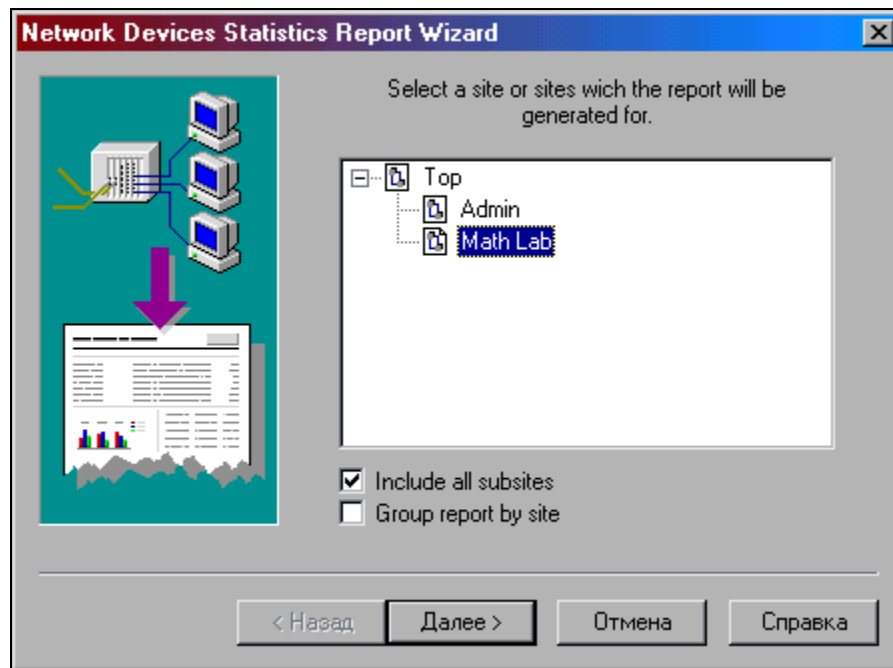 Network Devices Statistics Report Wizard
Select a site or sites wich the report will be
generated for.
Top
Admin
Math Lab
Include all subsites
Group report by site
< Назад
Далее >
Отмена
Справка